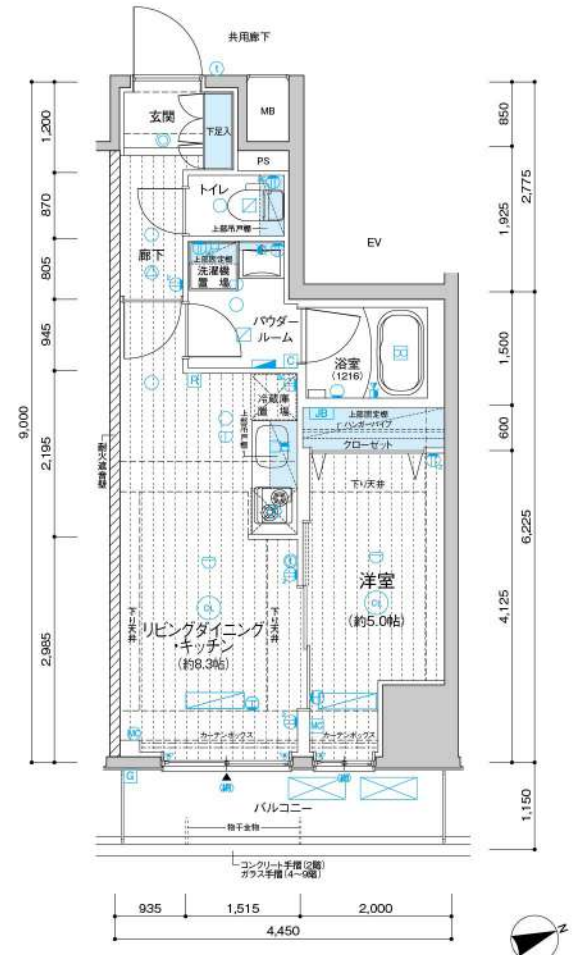 共用廊下
t
玄関
下足入
MB
PS
トイレ
上部吊戸棚
EV
廊下
上部固定棚
洗濯機
置場
パウダー
ルーム
浴室
(1216)
C
R
冷蔵庫
置場
上部吊戸棚
JB
上部固定棚
ハンガーパイプ
クローゼット
下り天井
耐火遮音壁
洋室
(約5.0帖)
CL
CL
下り天井
下り天井
リビングダイニング
・キッチン
(約8.3帖)
カーテンボックス
カーテンボックス
MC
MC
G
バルコニー
物干金物
コンクリート手摺(2階)
ガラス手摺(4〜9階)
1,200
870
805
945
2,195
2,985
9,000
850
1,925
2,775
1,500
600
4,125
6,225
1,150
935
1,515
2,000
4,450
N